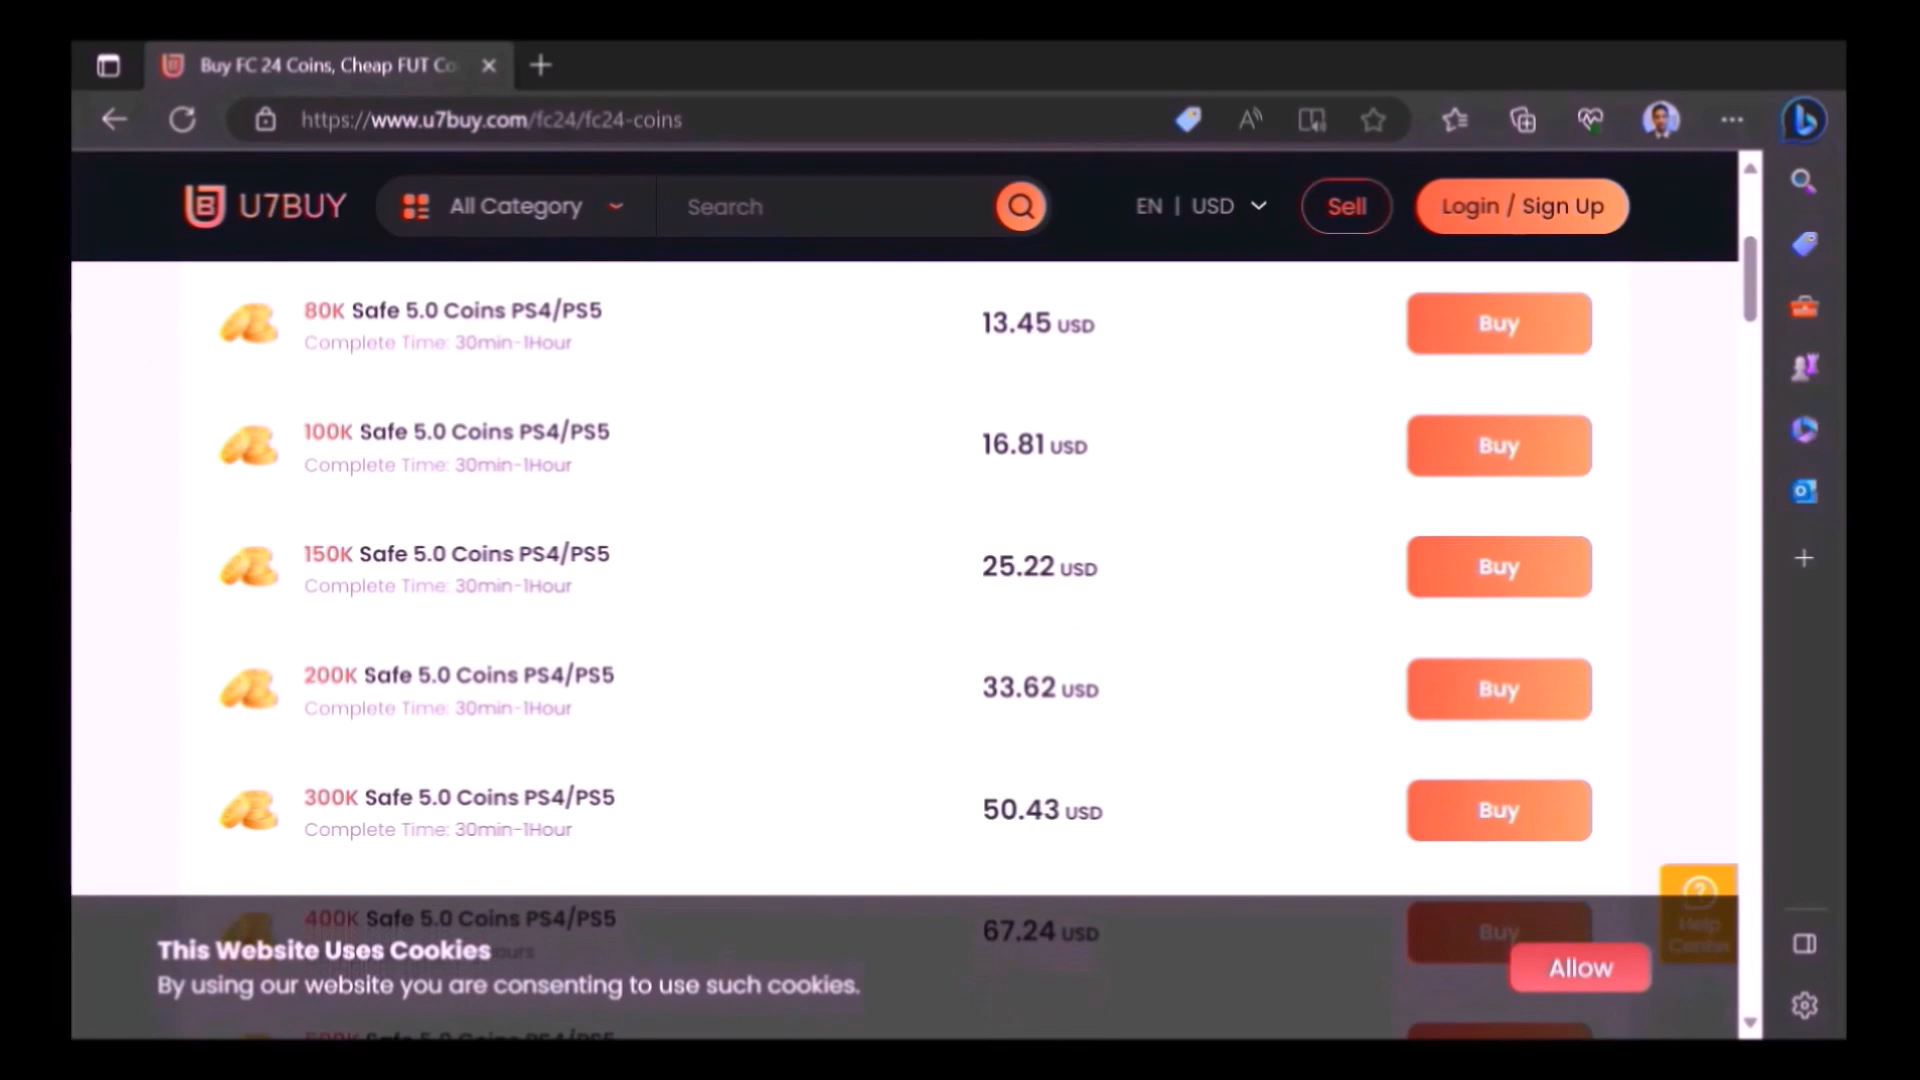 Buy FC 24 Coins, Cheap FUT Co
https://www.u7buy.com/fc24/fc24-coins
U7BUY All Category Search EN | USD Sell Login / Sign Up
80K Safe 5.0 Coins PS4/PS5 13.45 USD Buy
Complete Time: 30min-1Hour
100K Safe 5.0 Coins PS4/PS5 16.81 USD Buy
Complete Time: 30min-1Hour
150K Safe 5.0 Coins PS4/PS5 25.22 USD Buy
Complete Time: 30min-1Hour
200K Safe 5.0 Coins PS4/PS5 33.62 USD Buy
Complete Time: 30min-1Hour
300K Safe 5.0 Coins PS4/PS5 50.43 USD Buy
Complete Time: 30min-1Hour
400K Safe 5.0 Coins PS4/PS5 67.24 USD Buy
Help
Center
This Website Uses Cookies
By using our website you are consenting to use such cookies.
Allow